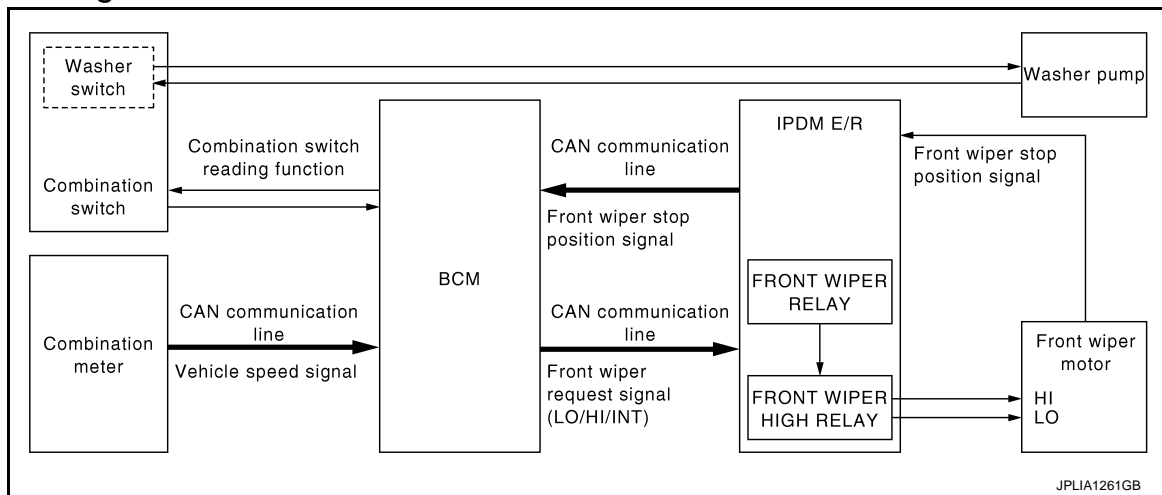 Washer
switch
Combination
switch
Combination switch
reading function
Combination
meter
CAN communication
line
Vehicle speed signal
BCM
CAN communication
line
Front wiper stop
position signal
CAN communication
line
Front wiper
request signal
(LO/HI/INT)
IPDM E/R
FRONT WIPER
RELAY
FRONT WIPER
HIGH RELAY
Washer pump
Front wiper stop
position signal
Front wiper
motor
HI
LO
JPLIA1261GB